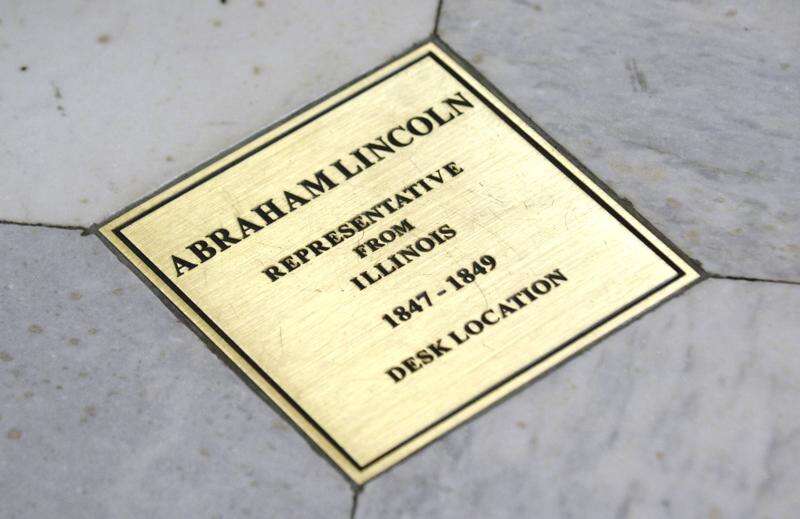 ABRAHAM LINCOLN
REPRESENTATIVE
FROM
ILLINOIS
1847 - 1849
DESK LOCATION